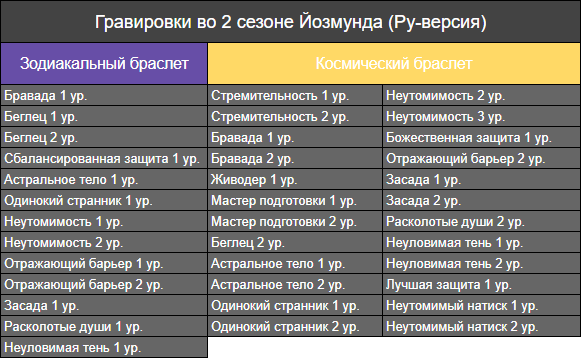 Гравировки во 2 сезоне Йозмунда (Ру-версия)
Зодиакальный браслет
Космический браслет
Бравада 1 ур.
Стремительность 1 ур.
Неутомимость 2 ур.
Беглец 1 ур.
Стремительность 2 ур.
Неутомимость 3 ур.
Беглец 2 ур.
Бравада 1 ур.
Божественная защита 1 ур.
Сбалансированная защита 1 ур.
Бравада 2 ур.
Отражающий барьер 2 ур.
Астральное тело 1 ур.
Живодер 1 ур.
Засада 1 ур.
Одинокий странник 1 ур.
Мастер подготовки 1 ур.
Засада 2 ур.
Неутомимость 1 ур.
Мастер подготовки 2 ур.
Расколотые души 2 ур.
Неутомимость 2 ур.
Беглец 2 ур.
Неуловимая тень 1 ур.
Отражающий барьер 1 ур.
Астральное тело 1 ур.
Неуловимая тень 2 ур.
Отражающий барьер 2 ур.
Астральное тело 2 ур.
Лучшая защита 1 ур.
Засада 1 ур.
Одинокий странник 1 ур.
Неутомимый натиск 1 ур.
Расколотые души 1 ур.
Одинокий странник 2 ур.
Неутомимый натиск 2 ур.
Неуловимая тень 1 ур.